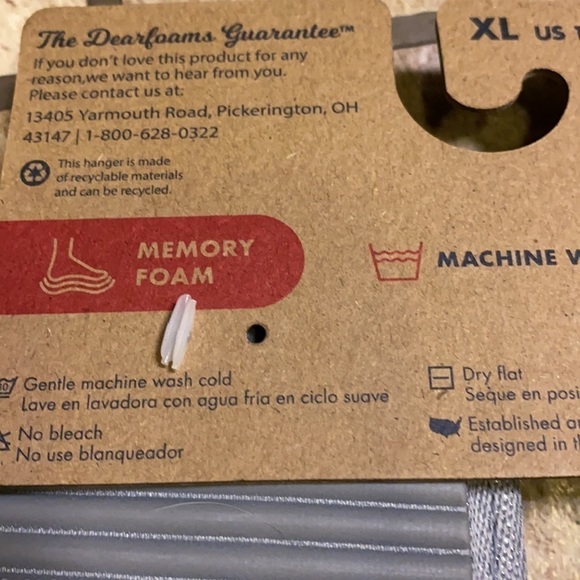 The Dearfoams Guarantee™
If you don't love this product for any
reason,we want to hear from you.
Please contact us at:
13405 Yarmouth Road, Pickerington, OH
43147 | 1-800-628-0322
This hanger is made
of recyclable materials
and can be recycled.
XL US
MEMORY
FOAM
MACHINE
Gentle machine wash cold
Lave en lavadora con agua fria en ciclo suave
No bleach
No use blanqueador
Dry flat
Seque en
Established
designed in